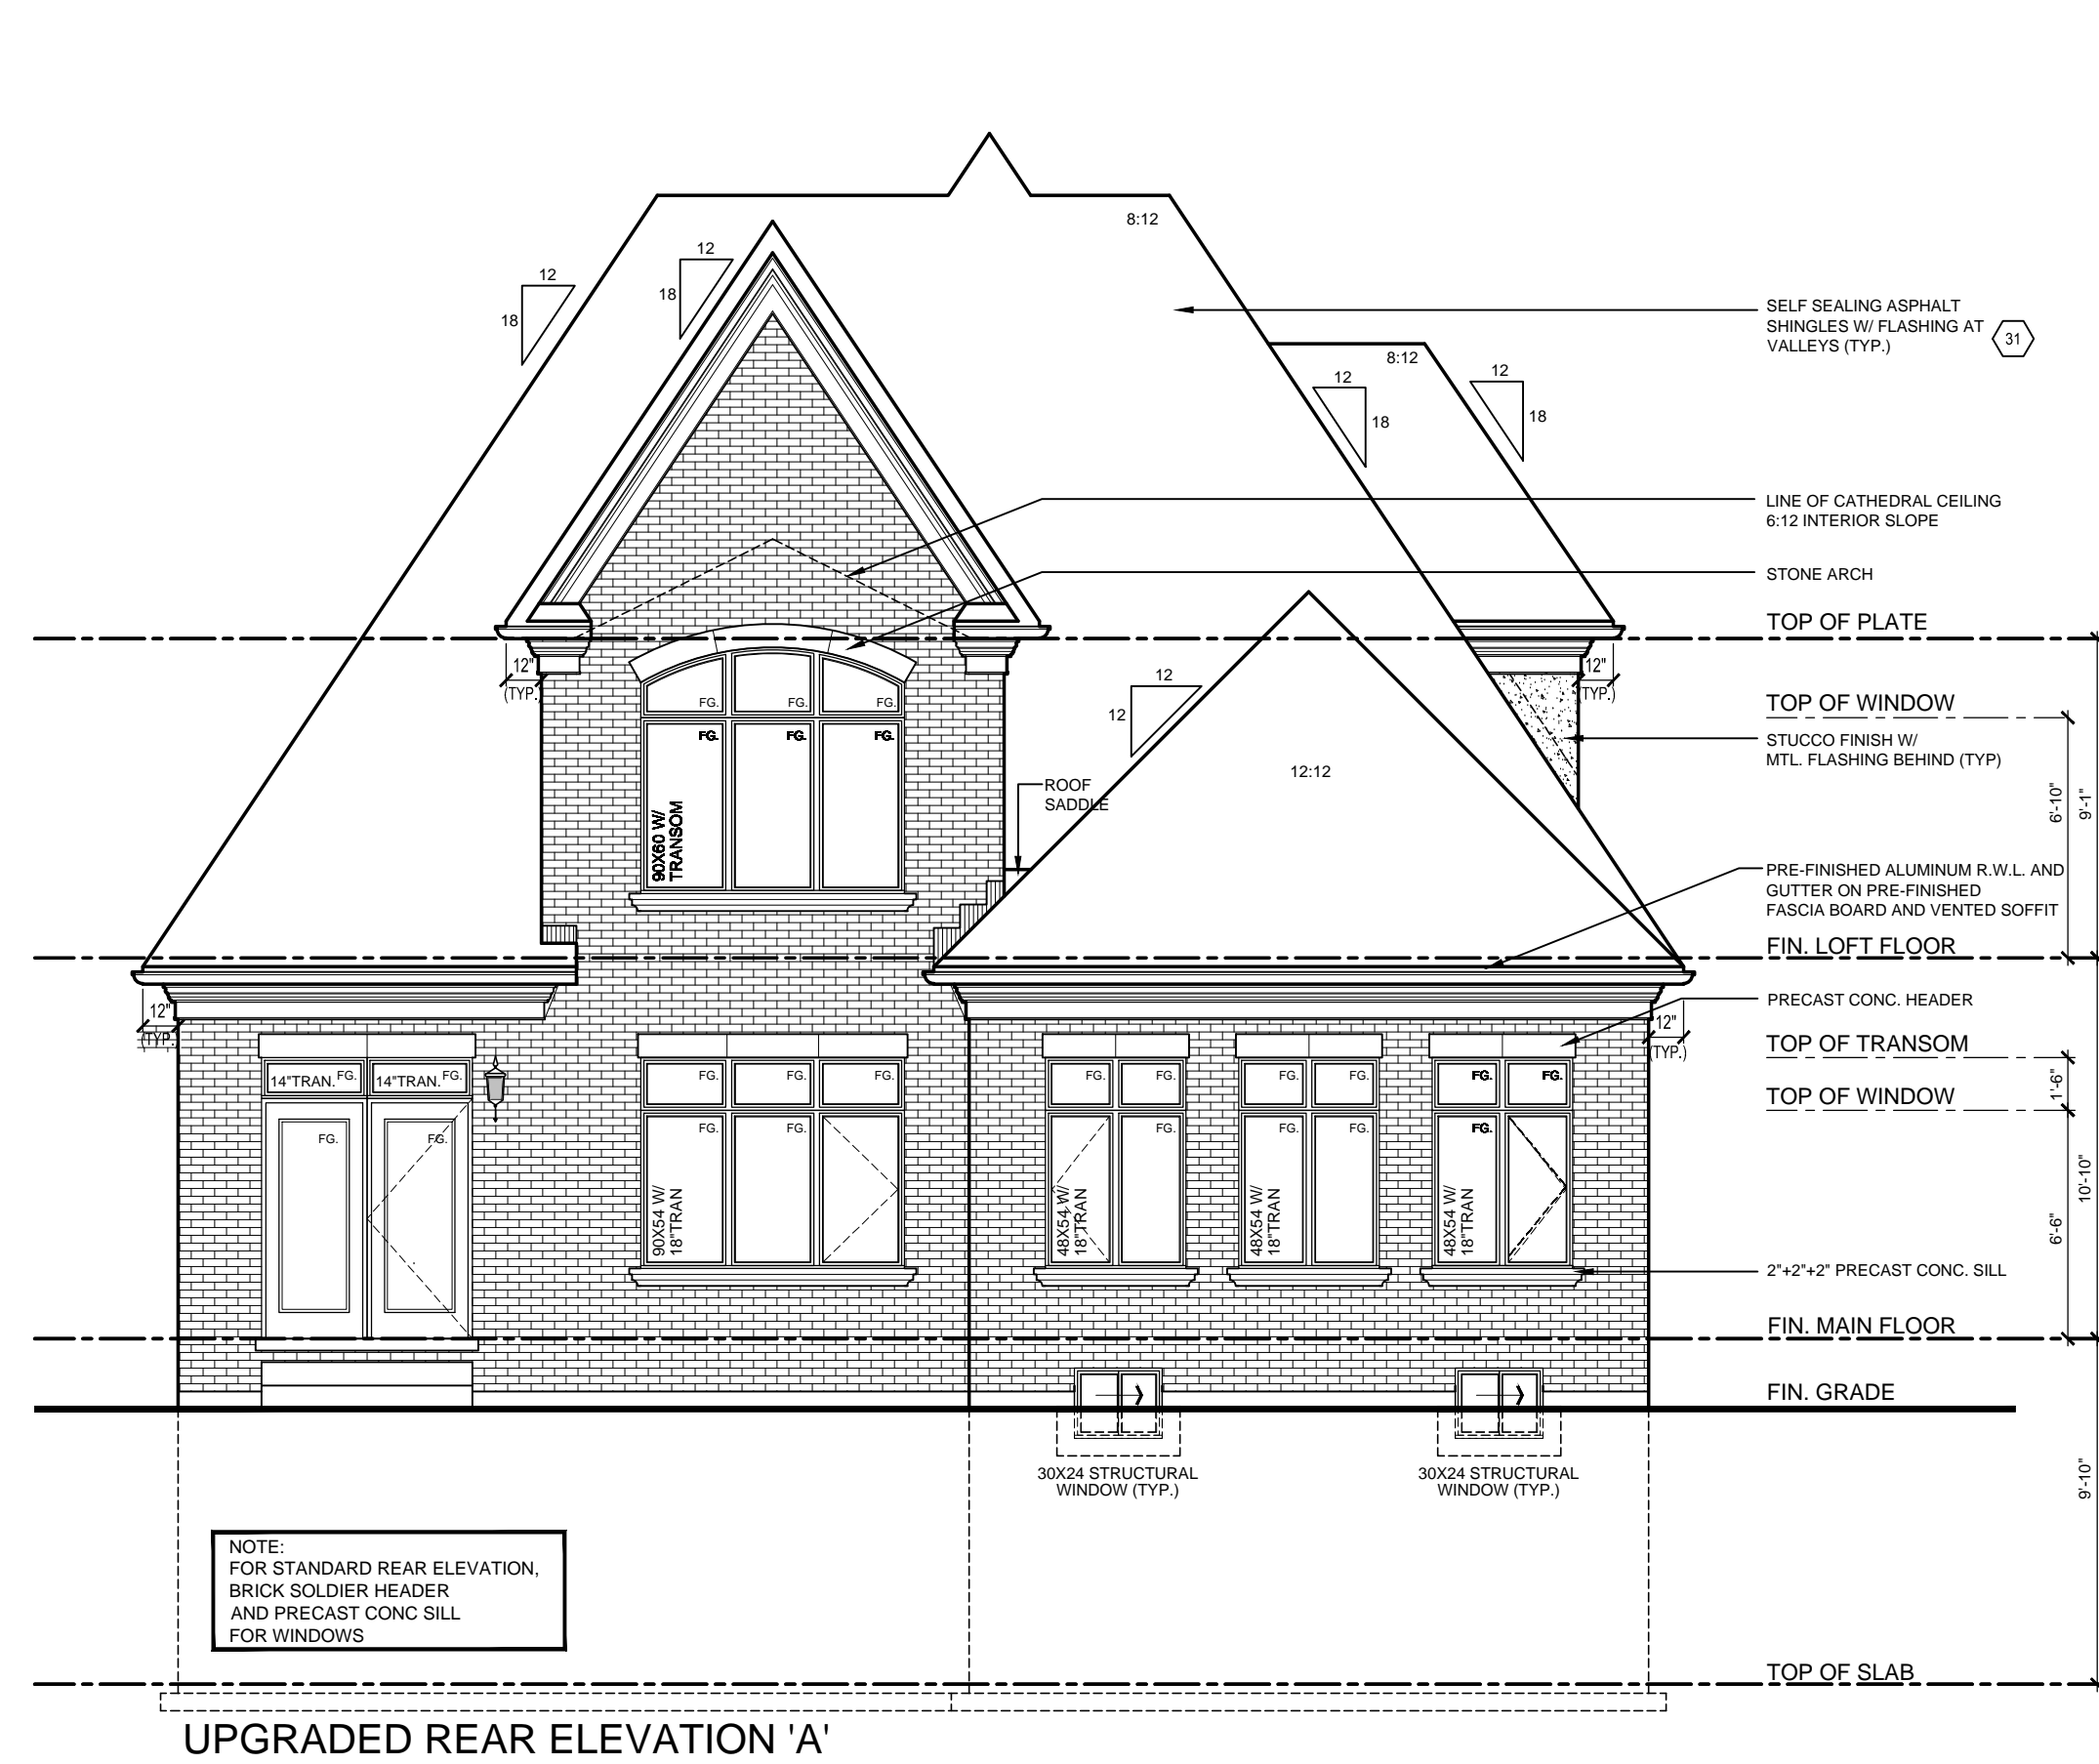 8:12
12
18
12
18
SELF SEALING ASPHALT
SHINGLES W/ FLASHING AT
VALLEYS (TYP.)
31
8:12
12
18
12
18
LINE OF CATHEDRAL CEILING
6:12 INTERIOR SLOPE
STONE ARCH
TOP OF PLATE
12"
(TYP.)
12"
(TYP.)
12
12
TOP OF WINDOW
FG.
FG.
FG.
FG.
FG.
FG.
STUCCO FINISH W/
MTL. FLASHING BEHIND (TYP)
12:12
ROOF
SADDLE
90X60 W/
TRANSOM
6'-10"
9'-1"
PRE-FINISHED ALUMINUM R.W.L. AND
GUTTER ON PRE-FINISHED
FASCIA BOARD AND VENTED SOFFIT
FIN. LOFT FLOOR
PRECAST CONC. HEADER
12"
(TYP.)
12"
(TYP.)
TOP OF TRANSOM
14"TRAN.
FG.
14"TRAN.
FG.
FG.
FG.
FG.
FG.
FG.
FG.
FG.
FG.
FG.
1'-6"
TOP OF WINDOW
FG.
FG.
FG.
FG.
FG.
FG.
FG.
FG.
90X54 W/
18"TRAN
48X54 W/
18"TRAN
48X54 W/
18"TRAN
48X54 W/
18"TRAN
6'-6"
10'-10"
2"+2"+2" PRECAST CONC. SILL
FIN. MAIN FLOOR
FIN. GRADE
30X24 STRUCTURAL
WINDOW (TYP.)
30X24 STRUCTURAL
WINDOW (TYP.)
9'-10"
NOTE:
FOR STANDARD REAR ELEVATION,
BRICK SOLDIER HEADER
AND PRECAST CONC SILL
FOR WINDOWS
TOP OF SLAB
UPGRADED REAR ELEVATION 'A'